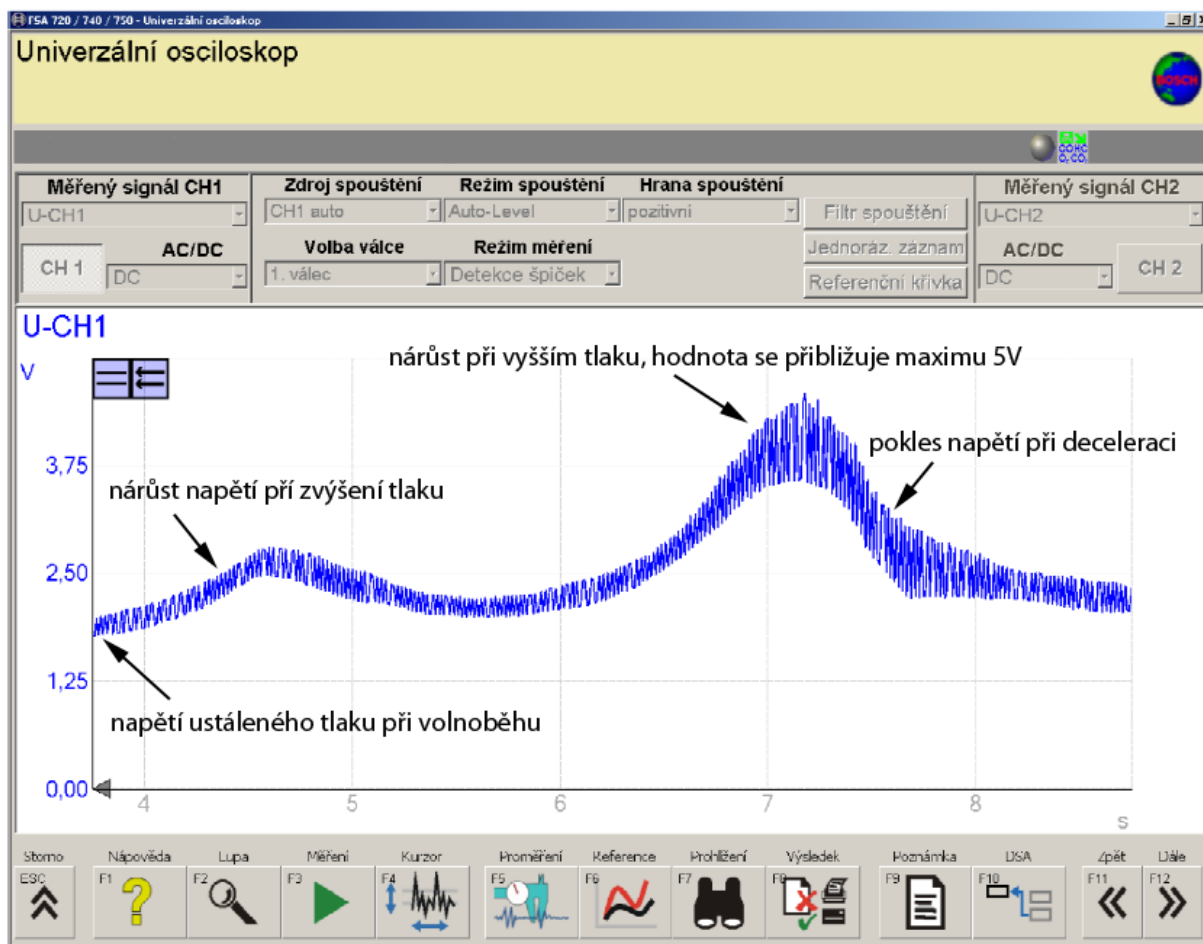 FSA 720 / 740 / 750 - Univerzální osciloskop
Univerzální osciloskop
BOSCH
Měřený signál CH1
Zdroj spouštění
Režim spouštění
Hrana spouštění
Měřený signál CH2
U-CH1
CH1 auto
Auto-Level
pozitivní
Filtr spouštění
U-CH2
CH 1
AC/DC
DC
Volba válce
Režim měření
1. válec
Detekce špiček
Jednoráz. záznam
Referenční křivka
AC/DC
DC
CH 2
U-CH1
V
nárůst při vyšším tlaku, hodnota se přibližuje maximu 5V
pokles napětí při deceleraci
3,75
nárůst napětí pří zvýšení tlaku
2,50
1,25
napětí ustáleného tlaku při volnoběhu
0,00
4 5 6 7 8
s
Storno Nápověda Lupa Měření Kurzor Proměření Reference Prohlížení Výsledek Poznámka DSA Zpět Dále
ESC F1 F2 F3 F4 F5 F6 F7 F8 F9 F10 F11 F12